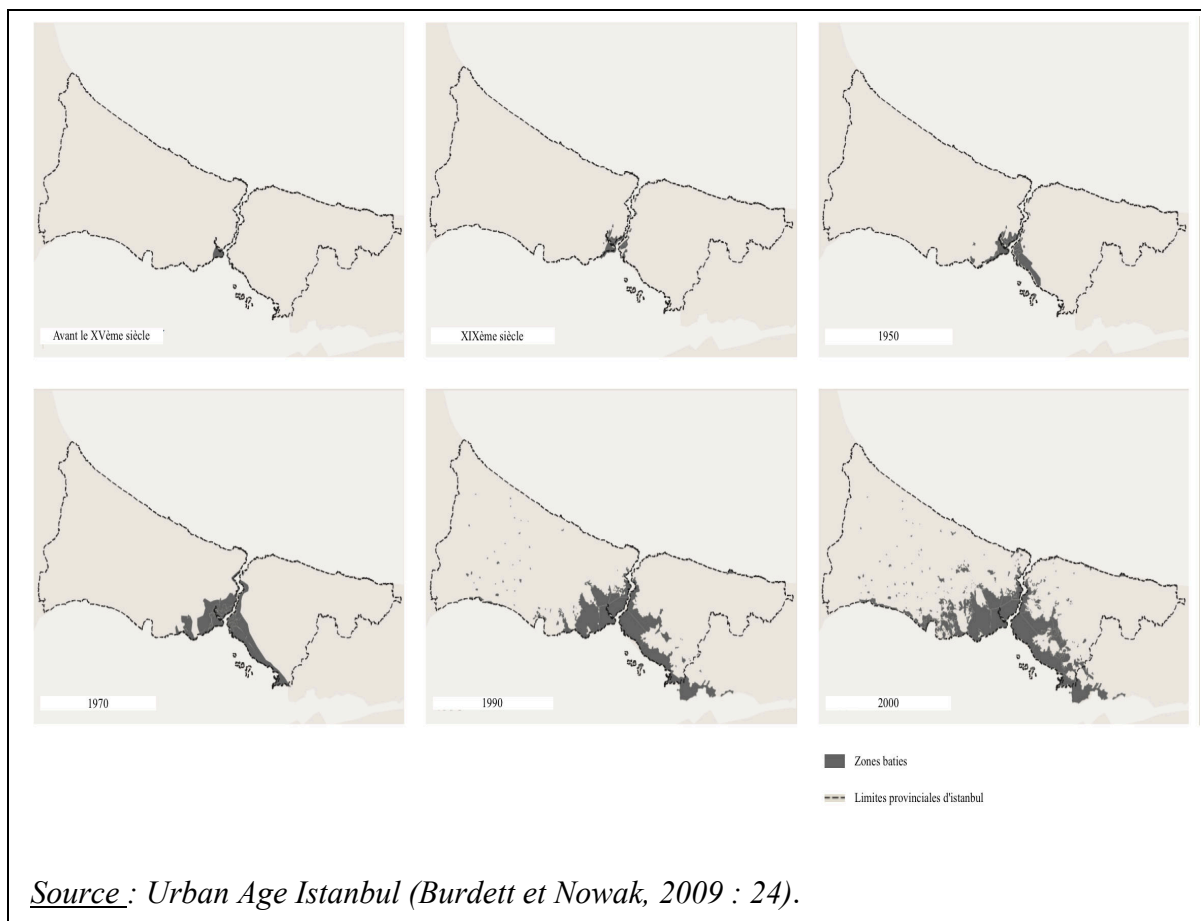 Avant le XVème siècle
XIXème siècle
1950
1970
1990
2000
Zones baties
Limites provinciales d'istanbul
Source : Urban Age Istanbul (Burdett et Nowak, 2009 : 24).